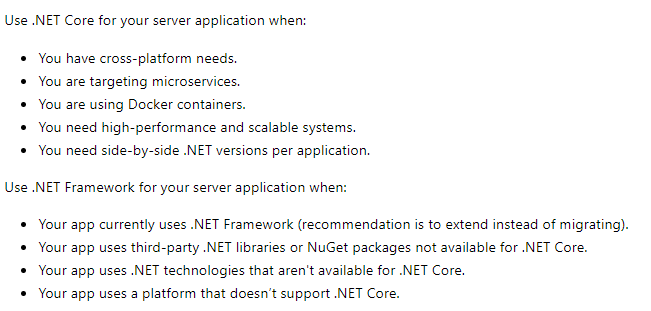 Use .NET Core for your server application when:
• You have cross-platform needs.
• You are targeting microservices.
• You are using Docker containers.
• You need high-performance and scalable systems.
• You need side-by-side .NET versions per application.
Use .NET Framework for your server application when:
• Your app currently uses .NET Framework (recommendation is to extend instead of migrating).
• Your app uses third-party .NET libraries or NuGet packages not available for .NET Core.
• Your app uses .NET technologies that aren't available for .NET Core.
• Your app uses a platform that doesn't support .NET Core.